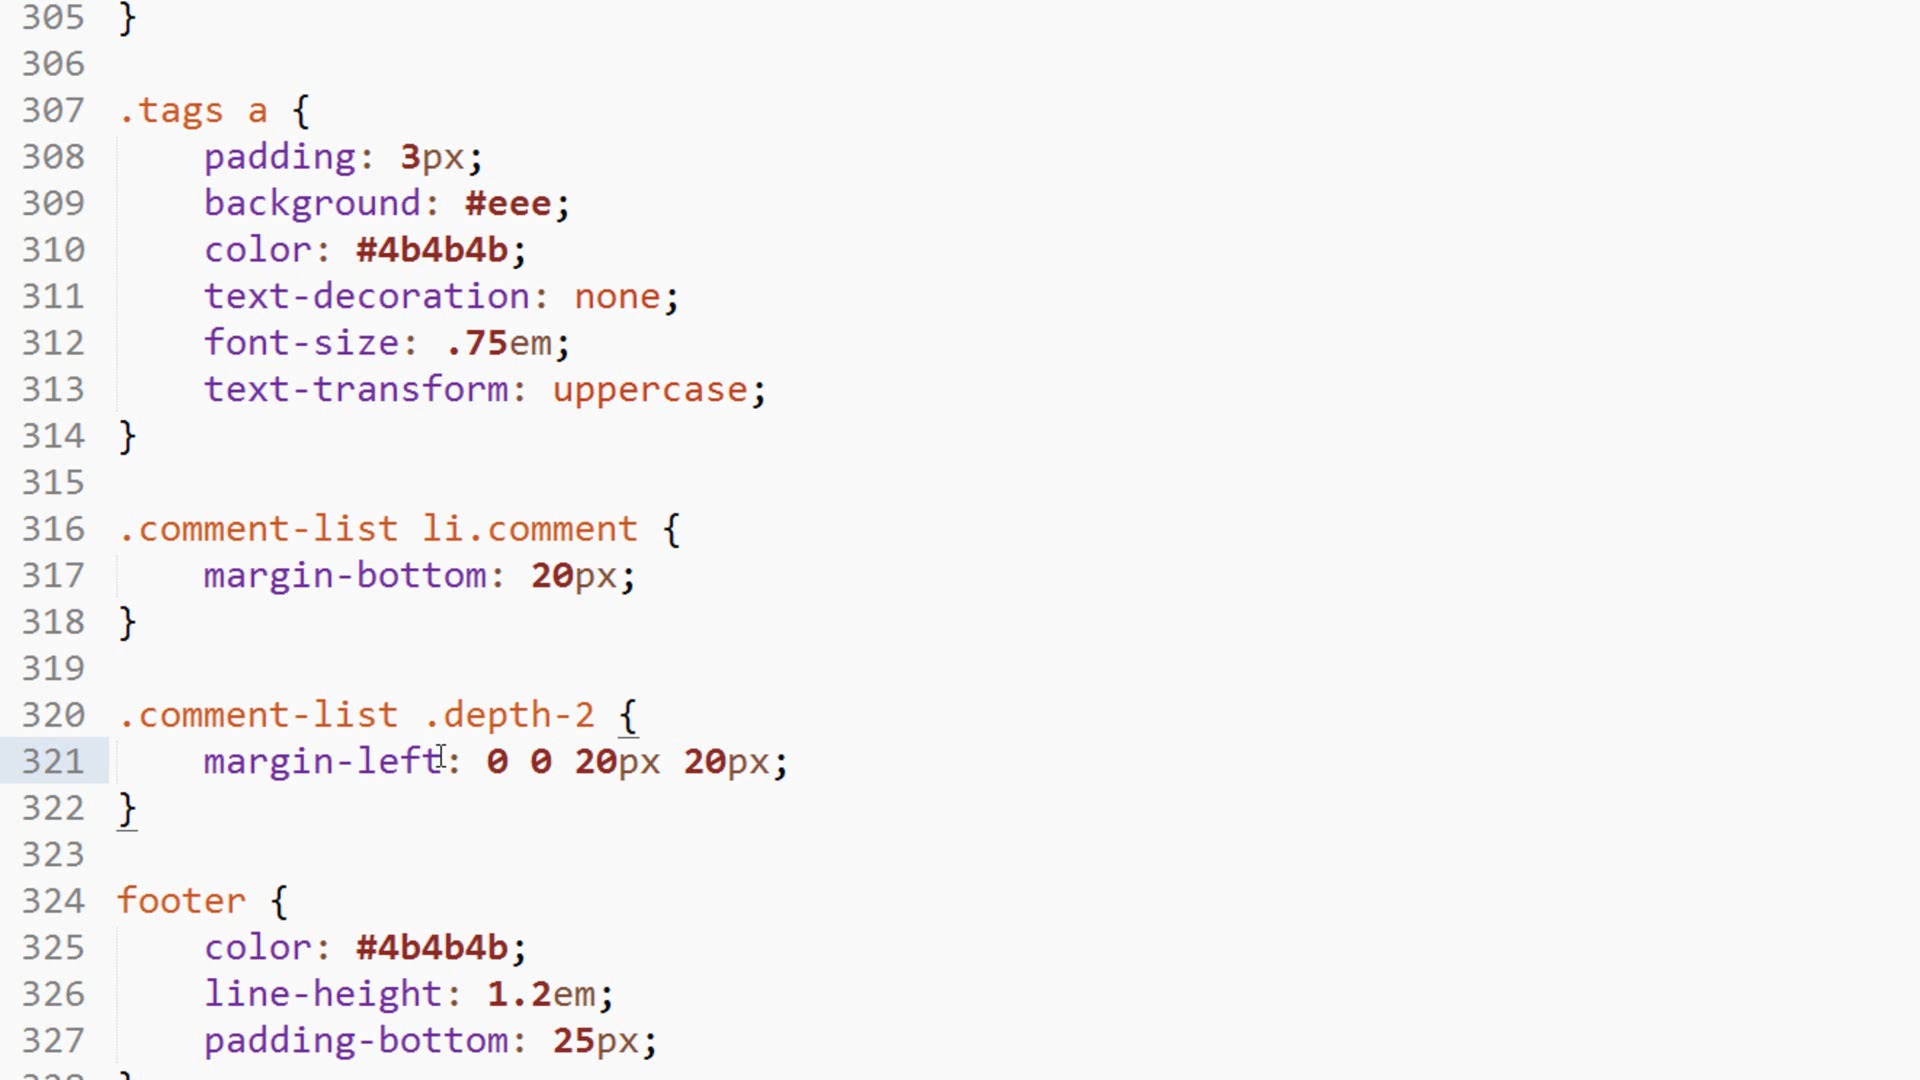 305 }
306
307 .tags a {
308 padding: 3px;
309 background: #eee;
310 color: #4b4b4b;
311 text-decoration: none;
312 font-size: .75em;
313 text-transform: uppercase;
314 }
315
316 .comment-list li.comment {
317 margin-bottom: 20px;
318 }
319
320 .comment-list .depth-2 {
321 margin-left: 0 0 20px 20px;
322 }
323
324 footer {
325 color: #4b4b4b;
326 line-height: 1.2em;
327 padding-bottom: 25px;